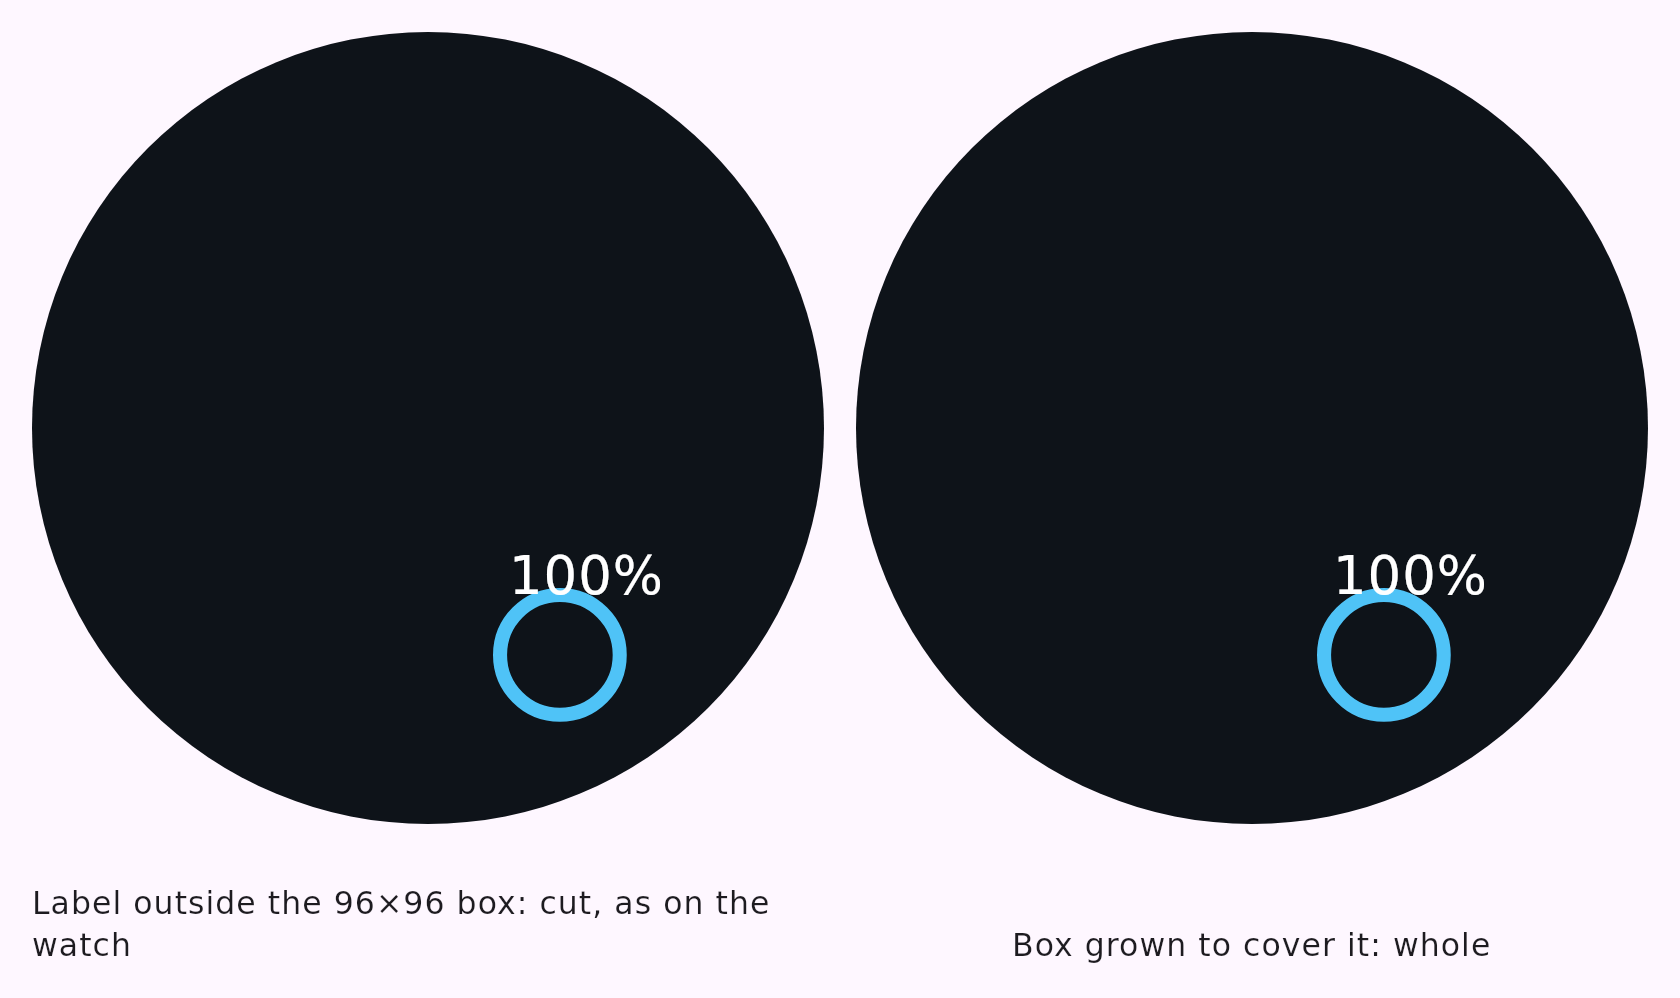 100%
100%
Label outside the 96×96 box: cut, as on the
watch
Box grown to cover it: whole